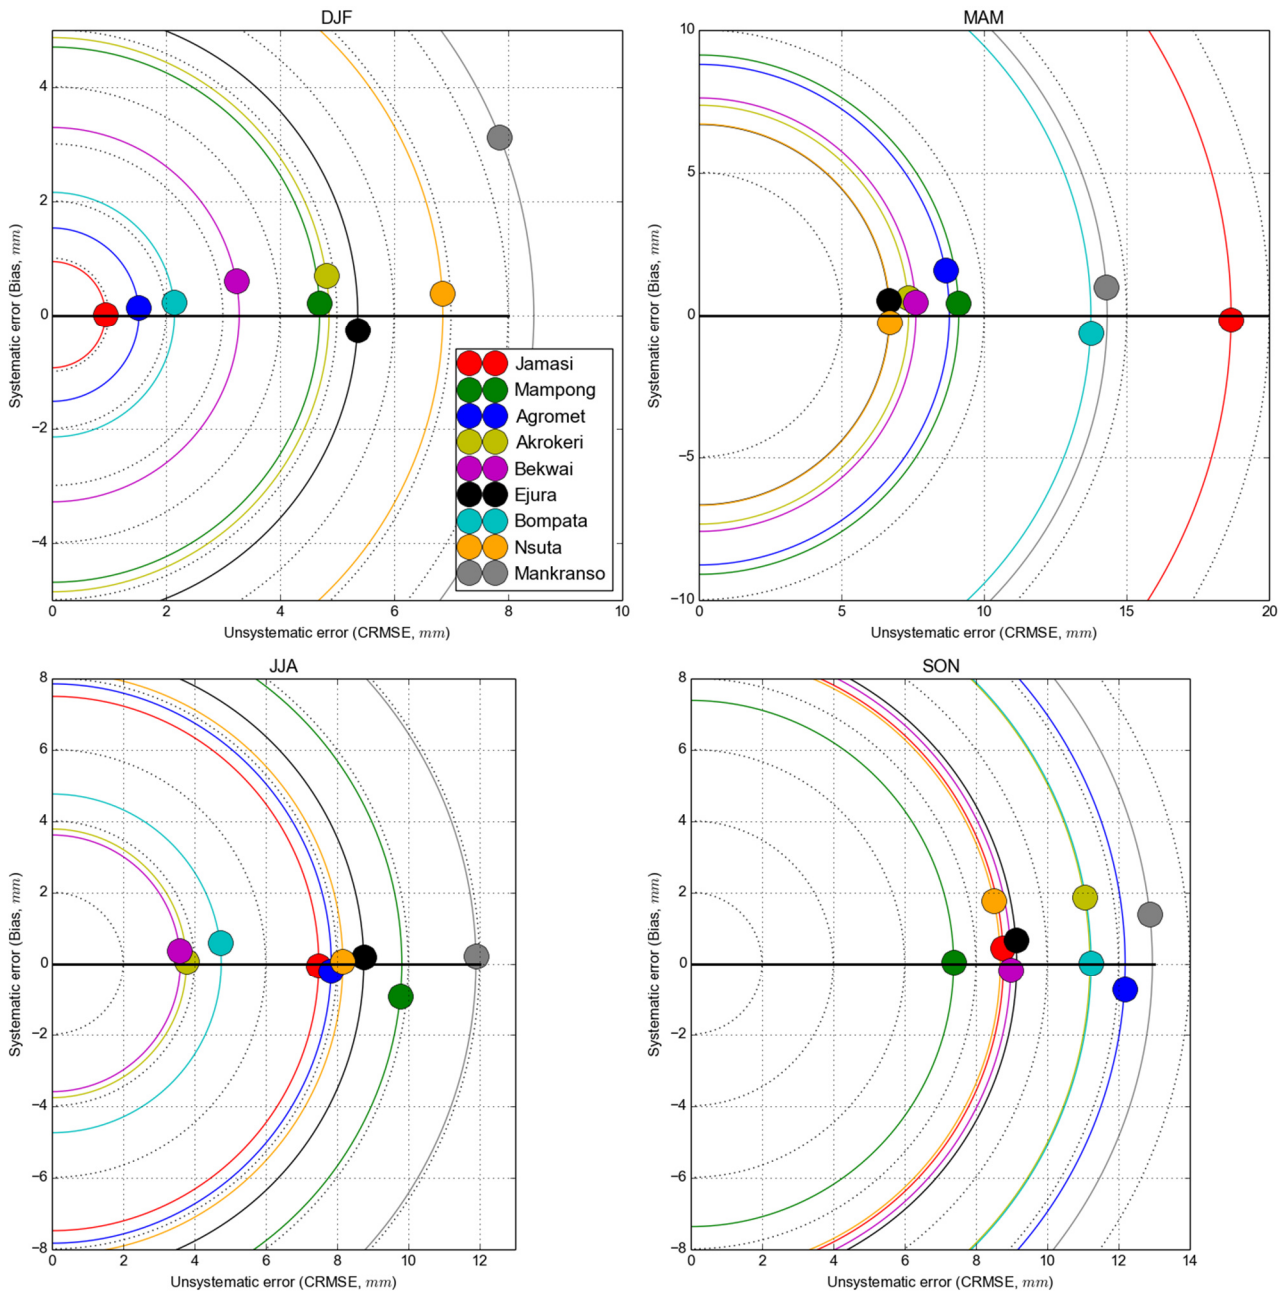 DJF
Systematic error (Bias, mm)
4
2
0
−2
−4
0 2 4 6 8 10
Unsystematic error (CRMSE, mm)
Jamasi
Mampong
Agromet
Akrokeri
Bekwai
Ejura
Bompata
Nsuta
Mankranso
MAM
Systematic error (Bias, mm)
10
5
0
−5
−10
0 5 10 15 20
Unsystematic error (CRMSE, mm)
JJA
Systematic error (Bias, mm)
8
6
4
2
0
−2
−4
−6
−8
0 2 4 6 8 10 12
Unsystematic error (CRMSE, mm)
SON
Systematic error (Bias, mm)
8
6
4
2
0
−2
−4
−6
−8
0 2 4 6 8 10 12 14
Unsystematic error (CRMSE, mm)